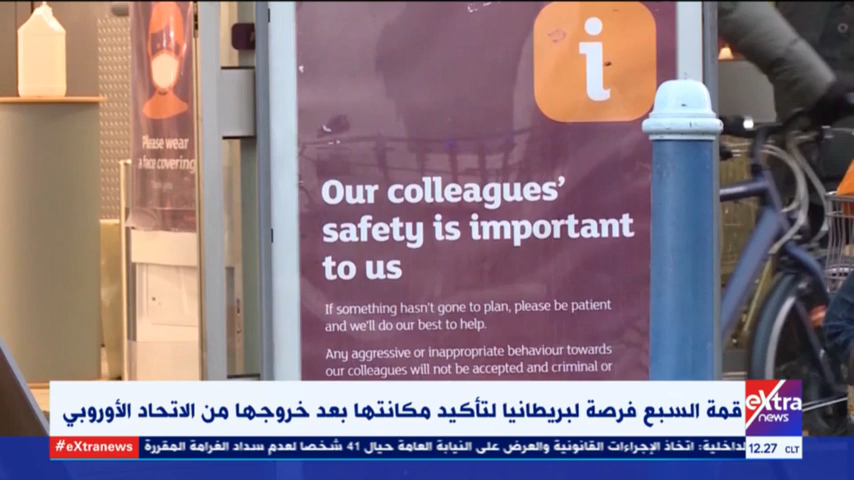 i
Please wear
a face covering
Our colleagues’
safety is important
to us
If something hasn't gone to plan, please be patient
and we'll do our best to help.
Any aggressive or inappropriate behaviour towards
our colleagues will not be accepted and criminal or
قمة السبع فرصة لبريطانيا لتأكيد مكانتها بعد خروجها من الاتحاد الأوروبي
eXtra
news
الداخلية: اتخاذ الإجراءات القانونية والعرض على النيابة العامة حيال 41 شخصا لعدم سداد الغرامة المقررة
#eXtranews
12.27 CLT